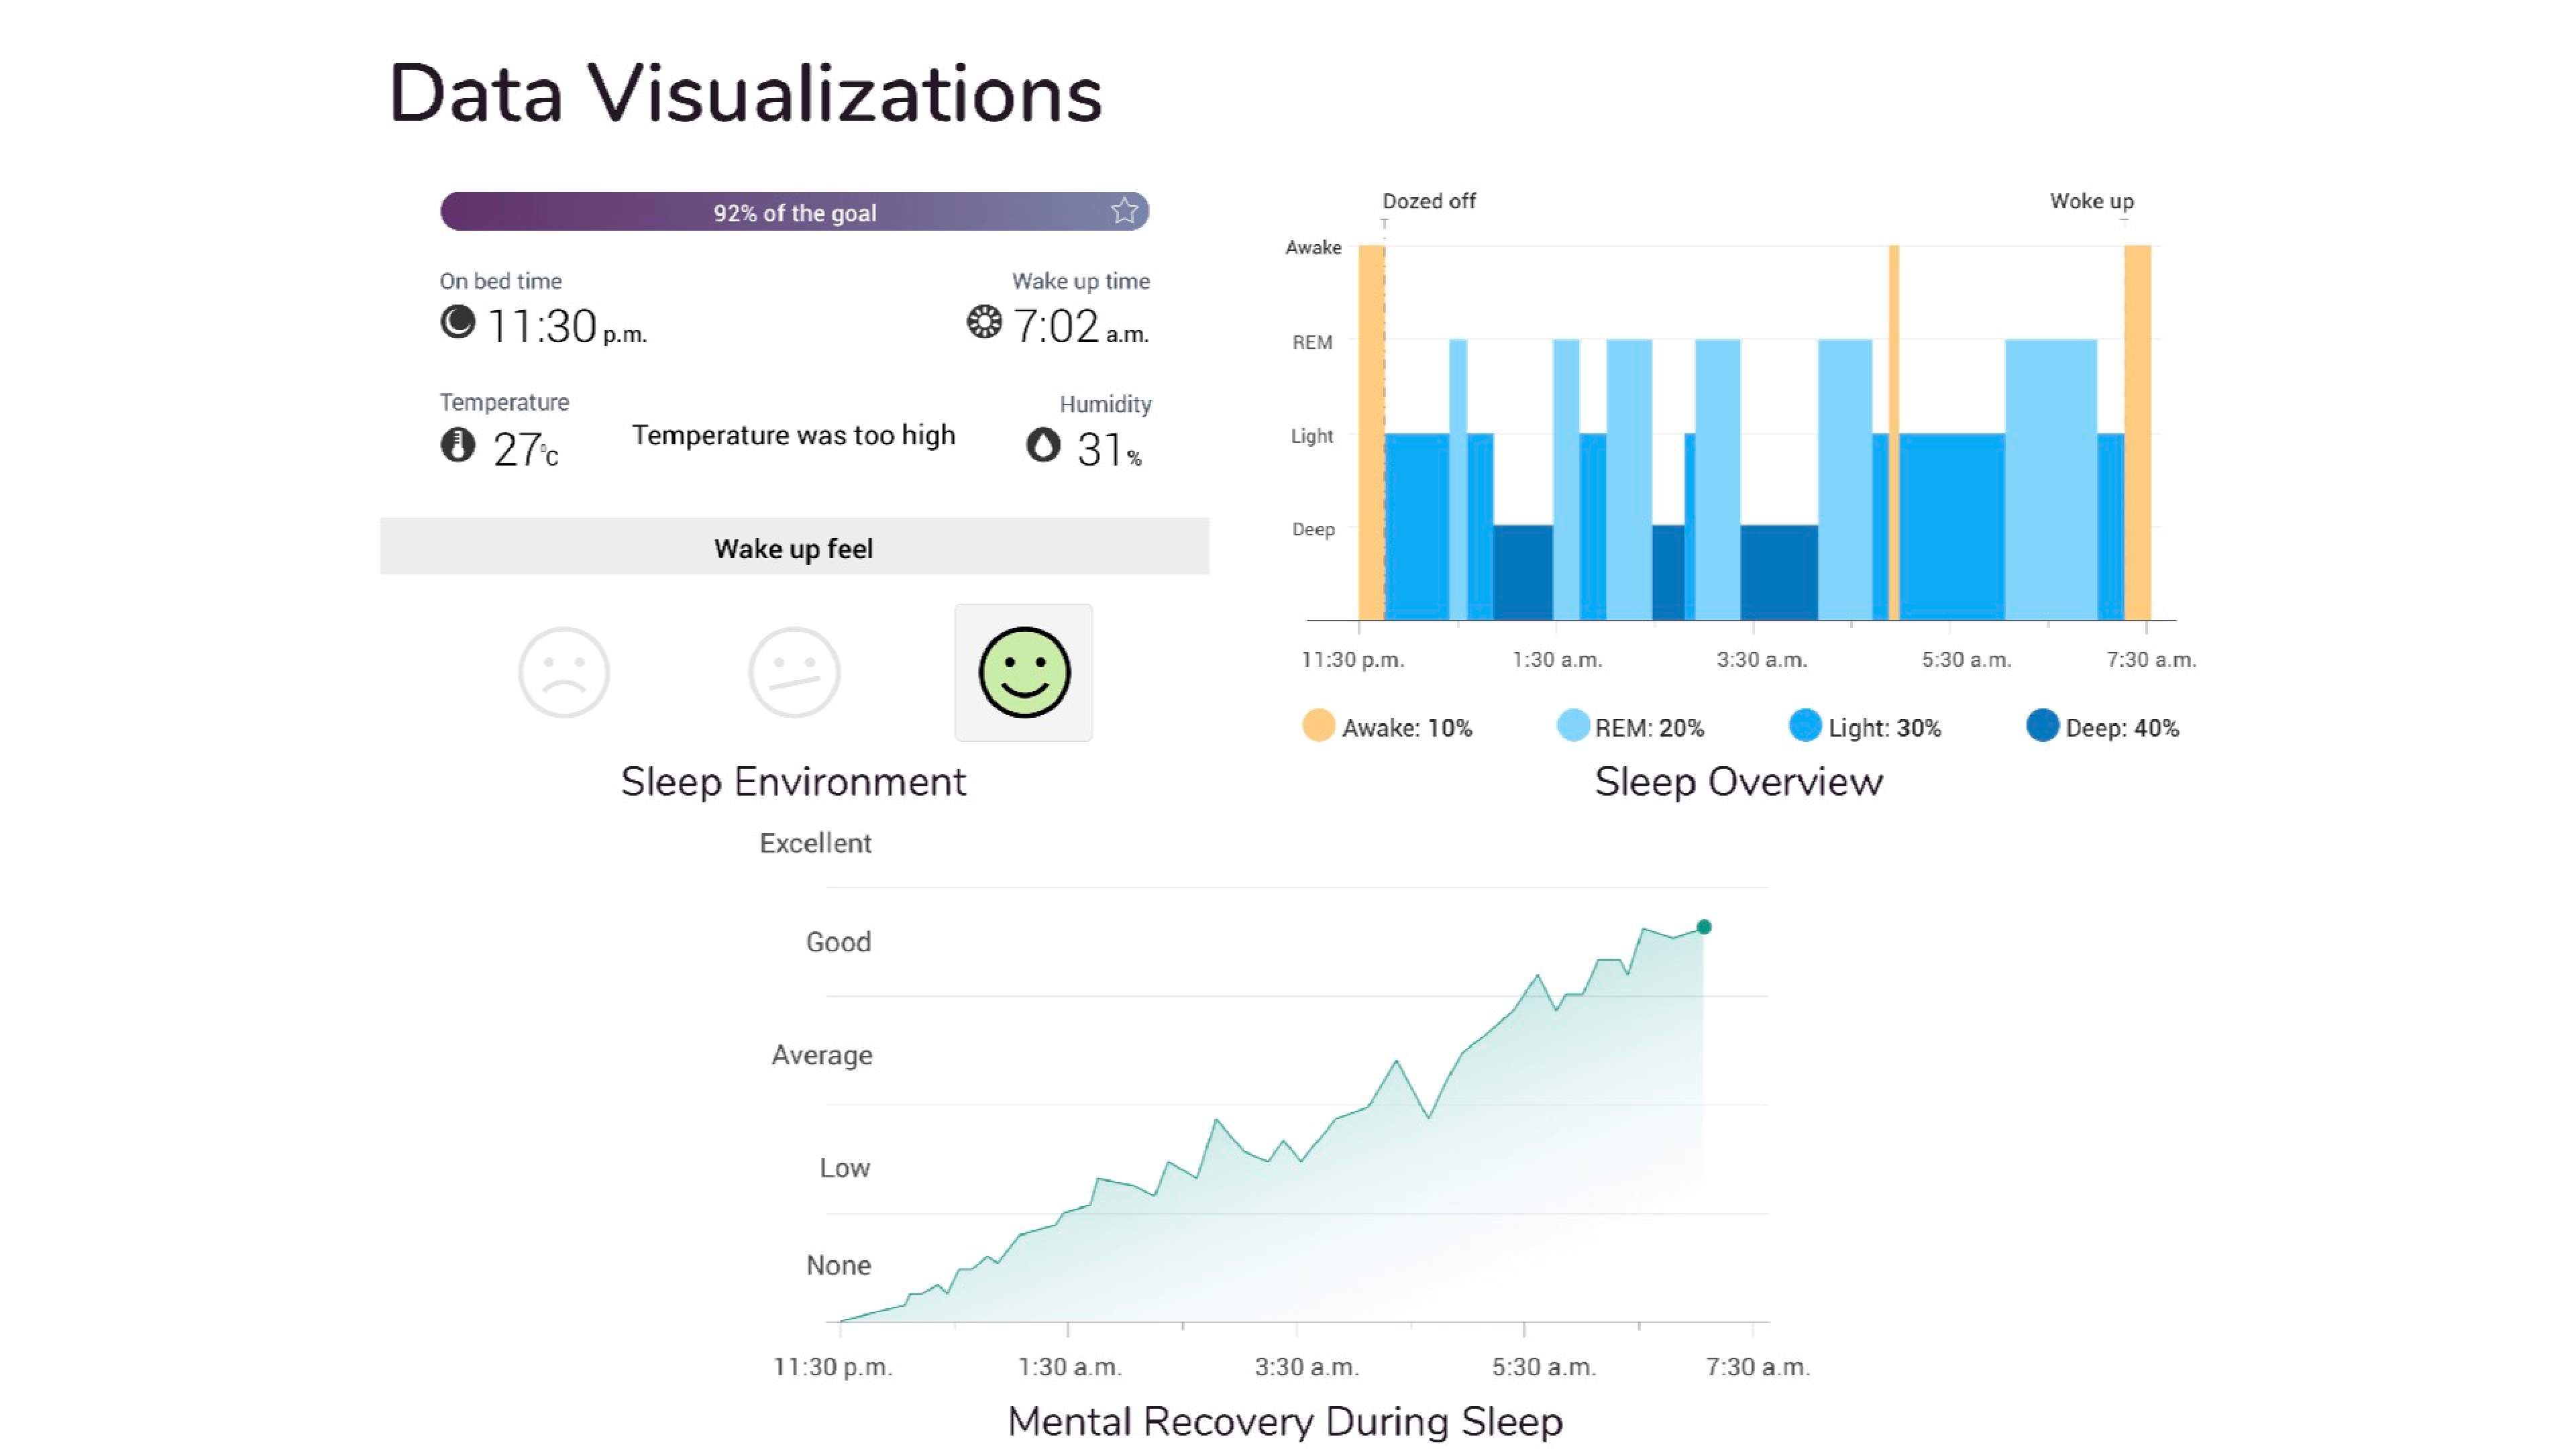 Data Visualizations
92% of the goal
On bed time
11:30 p.m.
Wake up time
7:02 a.m.
Temperature
27°C
Temperature was too high
Humidity
31%
Wake up feel
Sleep Environment
Dozed off
Woke up
Awake
REM
Light
Deep
11:30 p.m. 1:30 a.m. 3:30 a.m. 5:30 a.m. 7:30 a.m.
Awake: 10% REM: 20% Light: 30% Deep: 40%
Sleep Overview
Excellent
Good
Average
Low
None
11:30 p.m. 1:30 a.m. 3:30 a.m. 5:30 a.m. 7:30 a.m.
Mental Recovery During Sleep